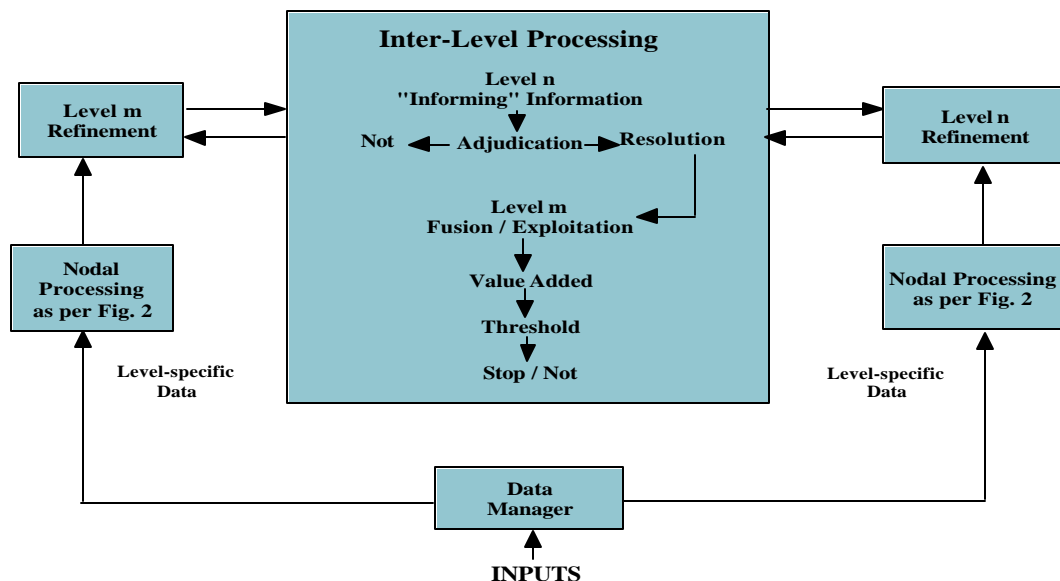 Inter-Level Processing
Level n
"Informing" Information
Not
Adjudication
Resolution
Level m
Fusion / Exploitation
Value Added
Threshold
Stop / Not
Level m
Refinement
Level n
Refinement
Nodal
Processing
as per Fig. 2
Nodal Processing
as per Fig. 2
Level-specific
Data
Level-specific
Data
Data
Manager
INPUTS